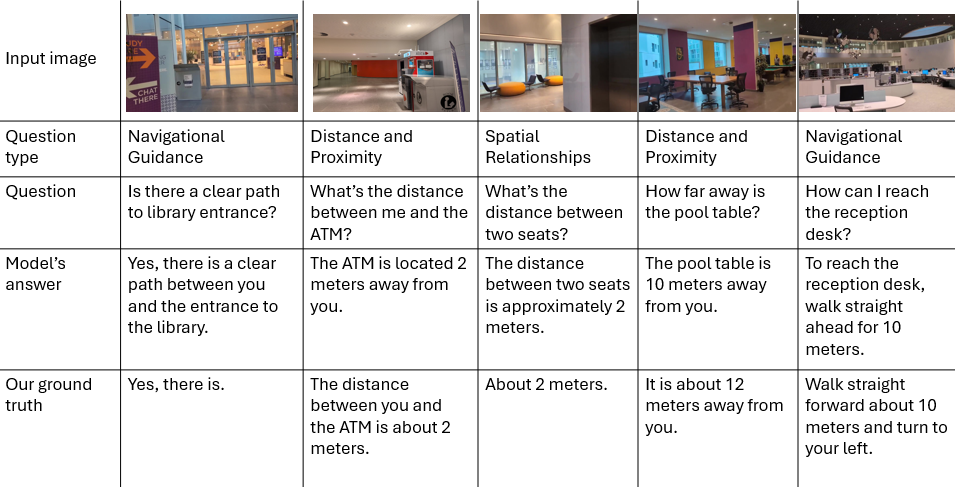 Input image
UDY
CHAT
THERE
Question
type
Navigational
Guidance
Distance and
Proximity
Spatial
Relationships
Distance and
Proximity
Navigational
Guidance
Question
Is there a clear path
to library entrance?
What's the distance
between me and the
ATM?
What's the
distance between
two seats?
How far away is
the pool table?
How can I reach
the reception
desk?
Model's
answer
Yes, there is a clear
path between you
and the entrance to
the library.
The ATM is located 2
meters away from
you.
The distance
between two seats
is approximately 2
meters.
The pool table is
10 meters away
from you.
To reach the
reception desk,
walk straight
ahead for 10
meters.
Our ground
truth
Yes, there is.
The distance
between you and
the ATM is about 2
meters.
About 2 meters.
It is about 12
meters away from
you.
Walk straight
forward about 10
meters and turn to
your left.